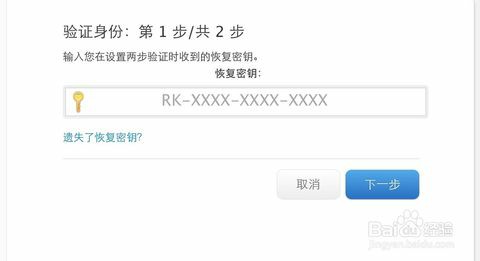 验证身份：第 1 步/共 2 步
输入您在设置两步验证时收到的恢复密钥。
恢复密钥：
RK-XXXX-XXXX-XXXX
遗失了恢复密钥?
取消
下一步
Baidu 经验
jingyan.baidu.com